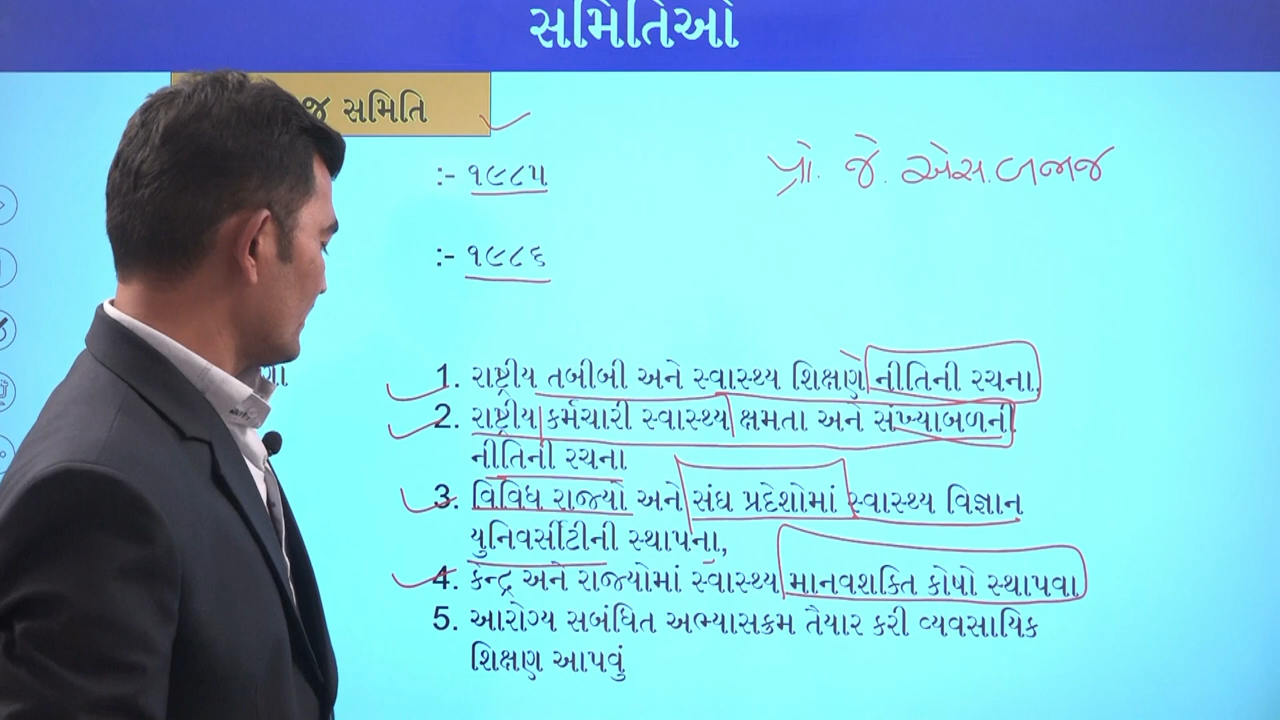 સમિતિઓ
સમિતિ
:- ૧૯૮૫
પ્રો. જે. એસ. બજાજ
:- ૧૯૮૬
1. રાષ્ટ્રીય તબીબી અને સ્વાસ્થ્ય શિક્ષણ નીતિની રચના,
2. રાષ્ટ્રીય કર્મચારી સ્વાસ્થ્ય ક્ષમતા અને સંખ્યાબળની
નીતિની રચના
3. વિવિધ રાજ્યો અને સંઘ પ્રદેશોમાં સ્વાસ્થ્ય વિજ્ઞાન
યુનિવર્સીટીની સ્થાપના,
4. કેન્દ્ર અને રાજ્યોમાં સ્વાસ્થ્ય માનવશક્તિ કોષો સ્થાપવા
5. આરોગ્ય સબંધિત અભ્યાસક્રમ તૈયાર કરી વ્યવસાયિક
શિક્ષણ આપવું